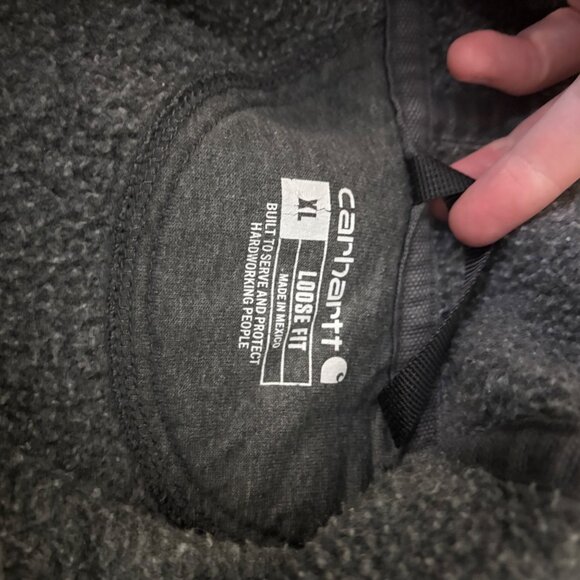 carhartt
XL LOOSE FIT
MADE IN MEXICO
BUILT TO SERVE AND PROTECT
HARDWORKING PEOPLE